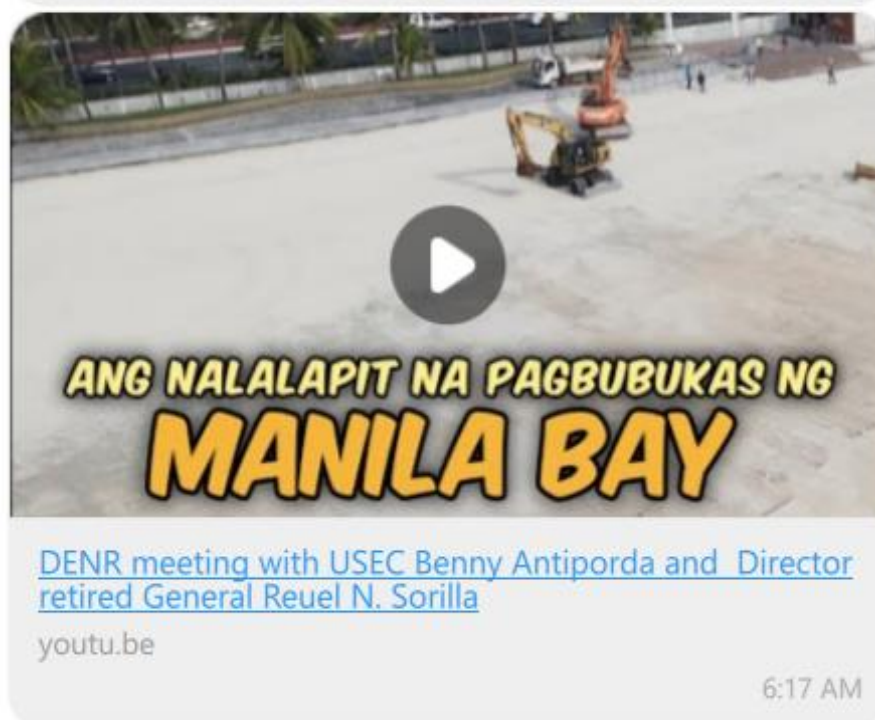 ANG NALALAPIT NA PAGBUBUKAS NG
MANILA BAY
DENR meeting with USEC Benny Antiporda and Director
retired General Reuel N. Sorilla
youtu.be
6:17 AM